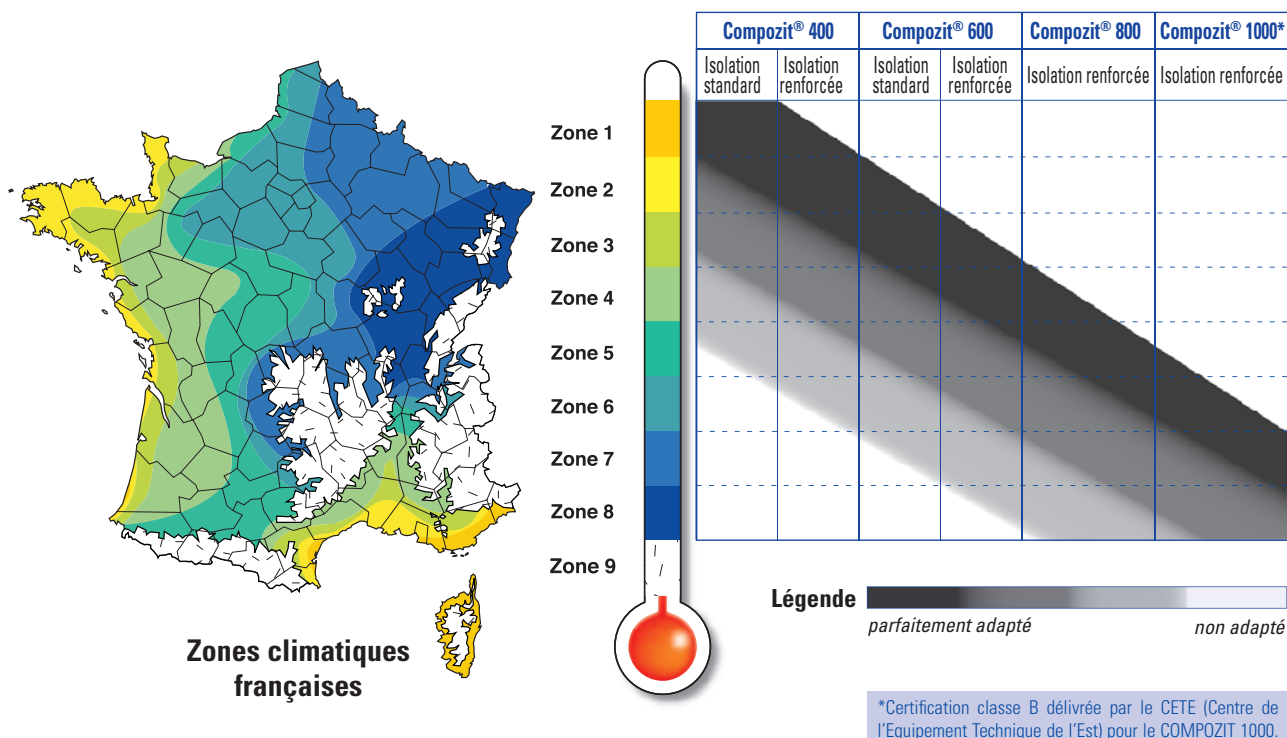 Compozit® 400 Compozit® 600 Compozit® 800 Compozit® 1000*
Isolation standard Isolation renforcée Isolation standard Isolation renforcée Isolation renforcée Isolation renforcée
Zone 1
Zone 2
Zone 3
Zone 4
Zone 5
Zone 6
Zone 7
Zone 8
Zone 9
Zones climatiques
françaises
Légende
parfaitement adapté non adapté
*Certification classe B délivrée par le CETE (Centre de
l'Equipement Technique de l'Est) pour le COMPOZIT 1000.